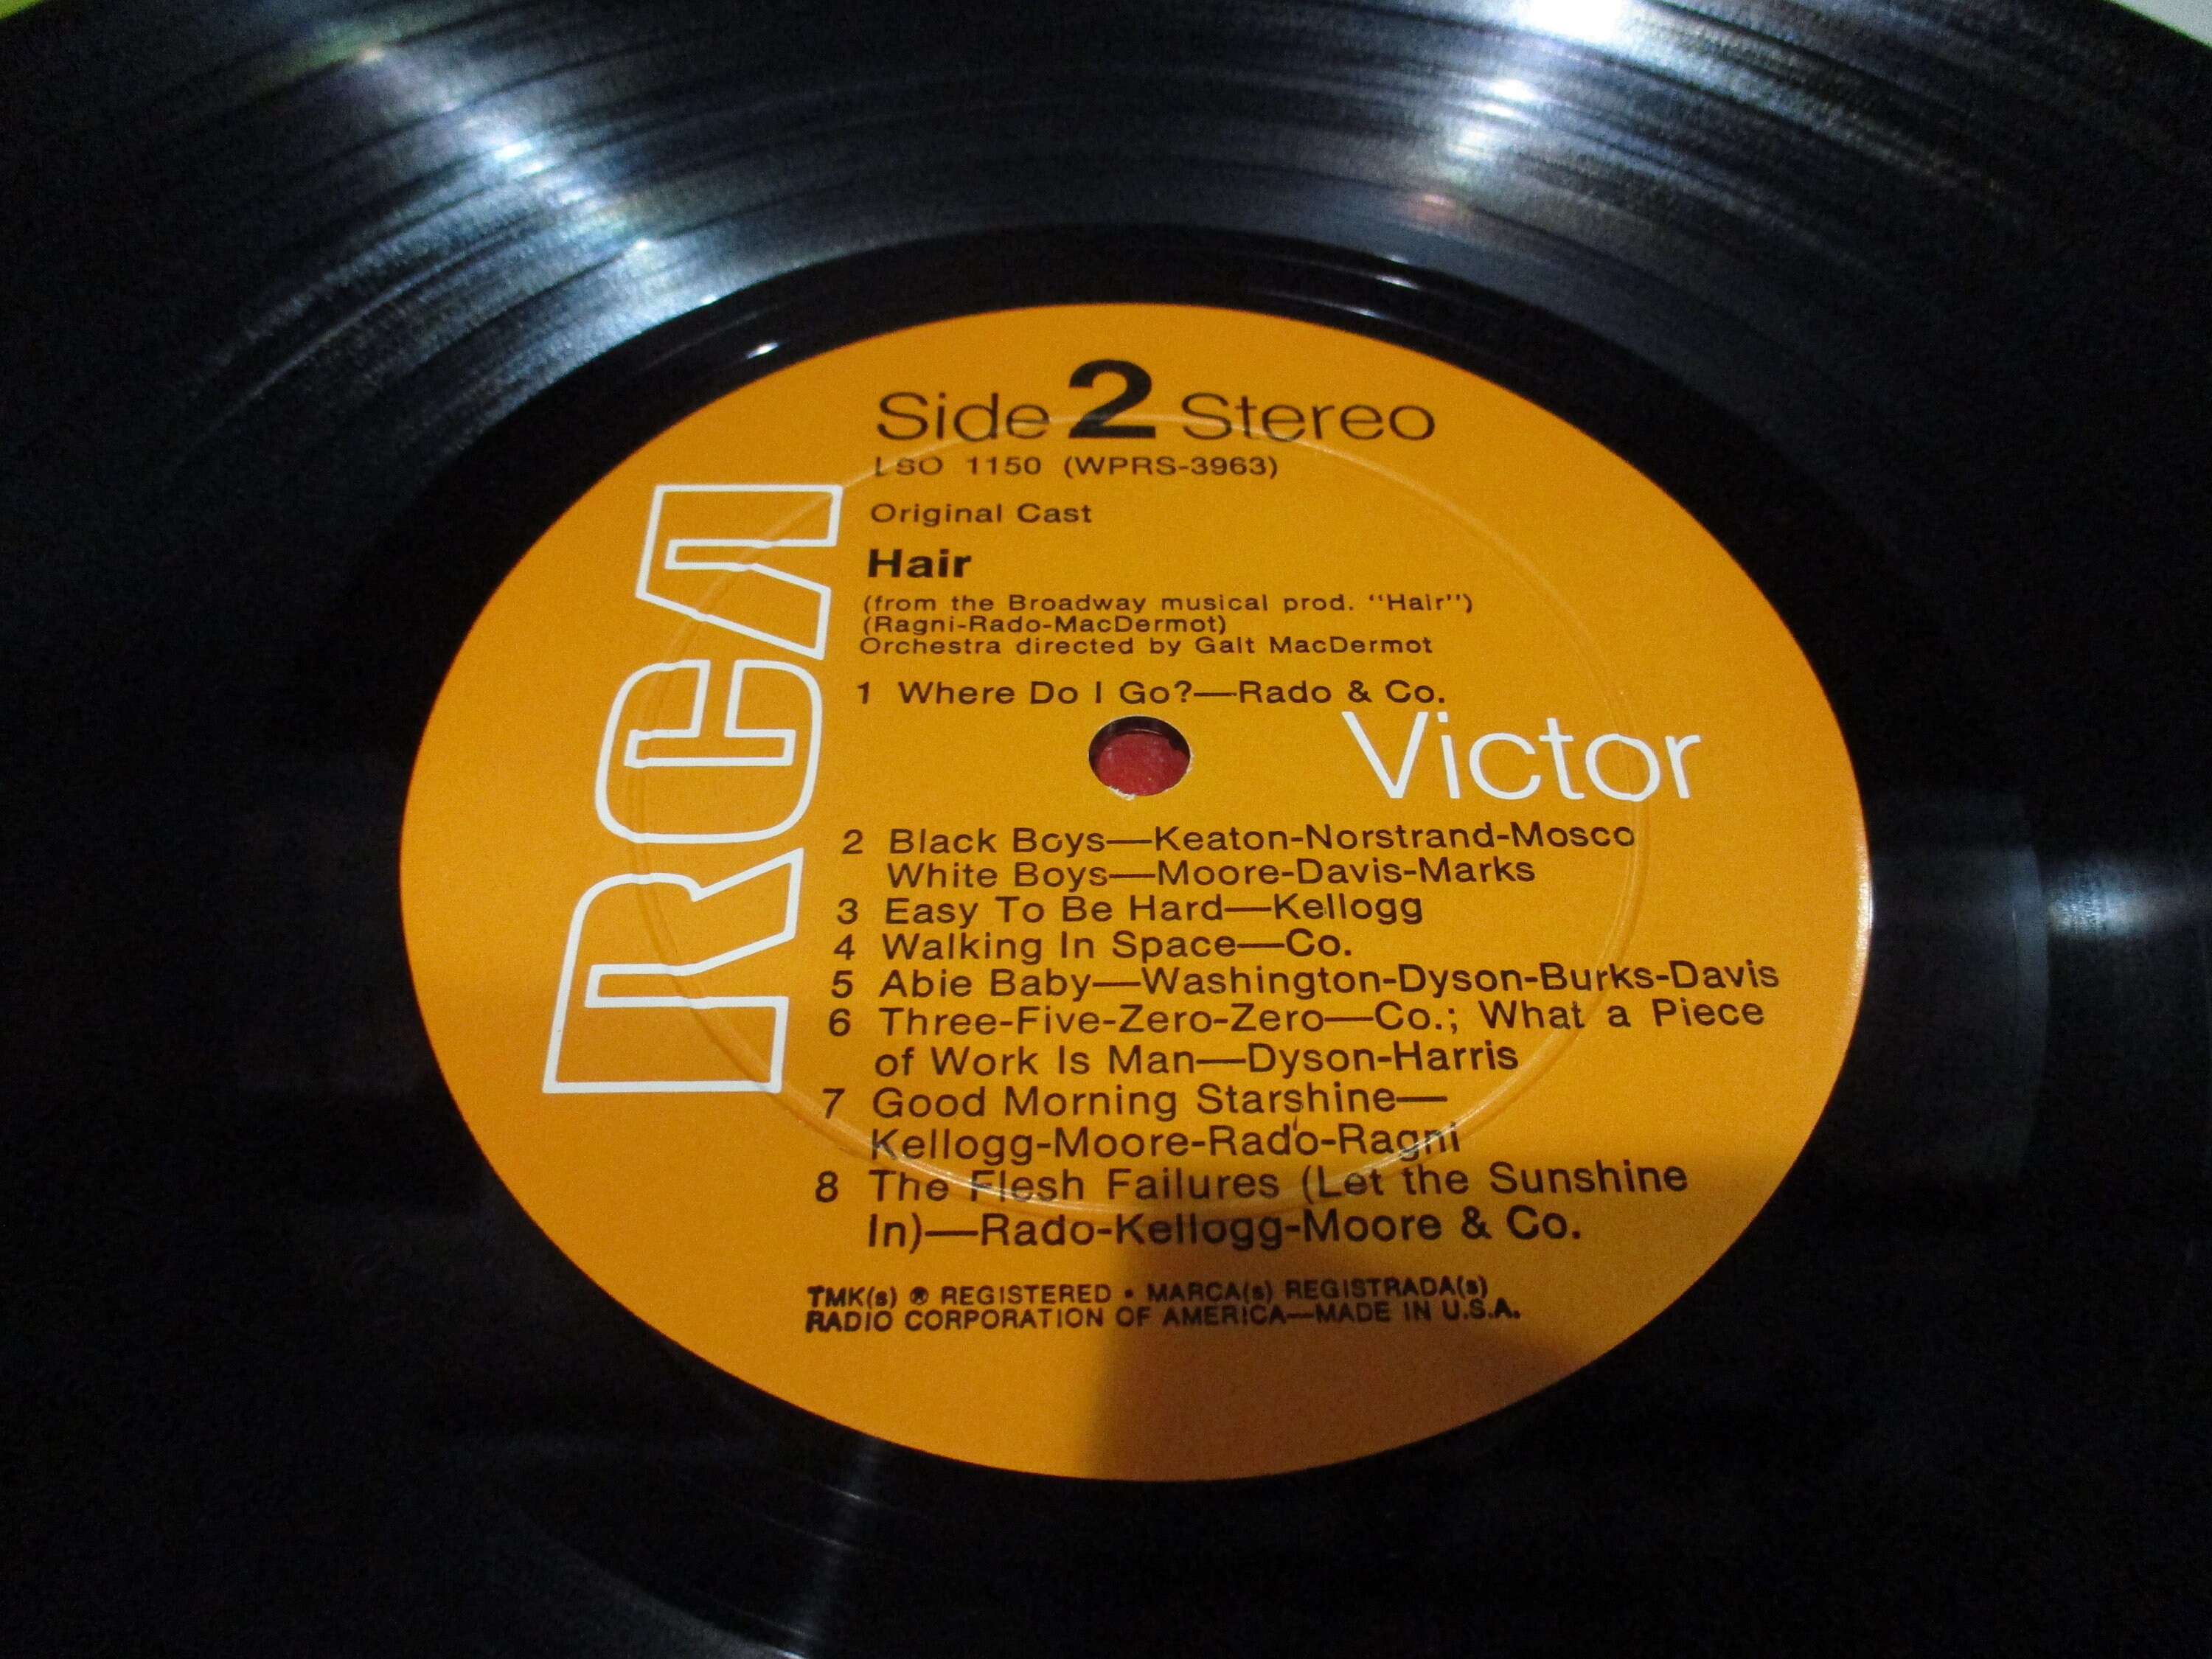 Side 2 Stereo
LSO 1150 (WPRS-3963)
Original Cast
Hair
(from the Broadway musical prod. "Hair")
(Ragni-Rado-MacDermot)
Orchestra directed by Galt MacDermot
1 Where Do I Go?—Rado & Co.
RCA
Victor
2 Black Boys—Keaton-Norstrand-Mosco
White Boys—Moore-Davis-Marks
3 Easy To Be Hard—Kellogg
4 Walking In Space—Co.
5 Abie Baby—Washington-Dyson-Burks-Davis
6 Three-Five-Zero-Zero—Co.; What a Piece
of Work Is Man—Dyson-Harris
7 Good Morning Starshine—
Kellogg-Moore-Rado-Ragni
8 The Flesh Failures (Let the Sunshine
In)—Rado-Kellogg-Moore & Co.
TMK(s) ® REGISTERED • MARCA(s) REGISTRADA(s)
RADIO CORPORATION OF AMERICA—MADE IN U.S.A.